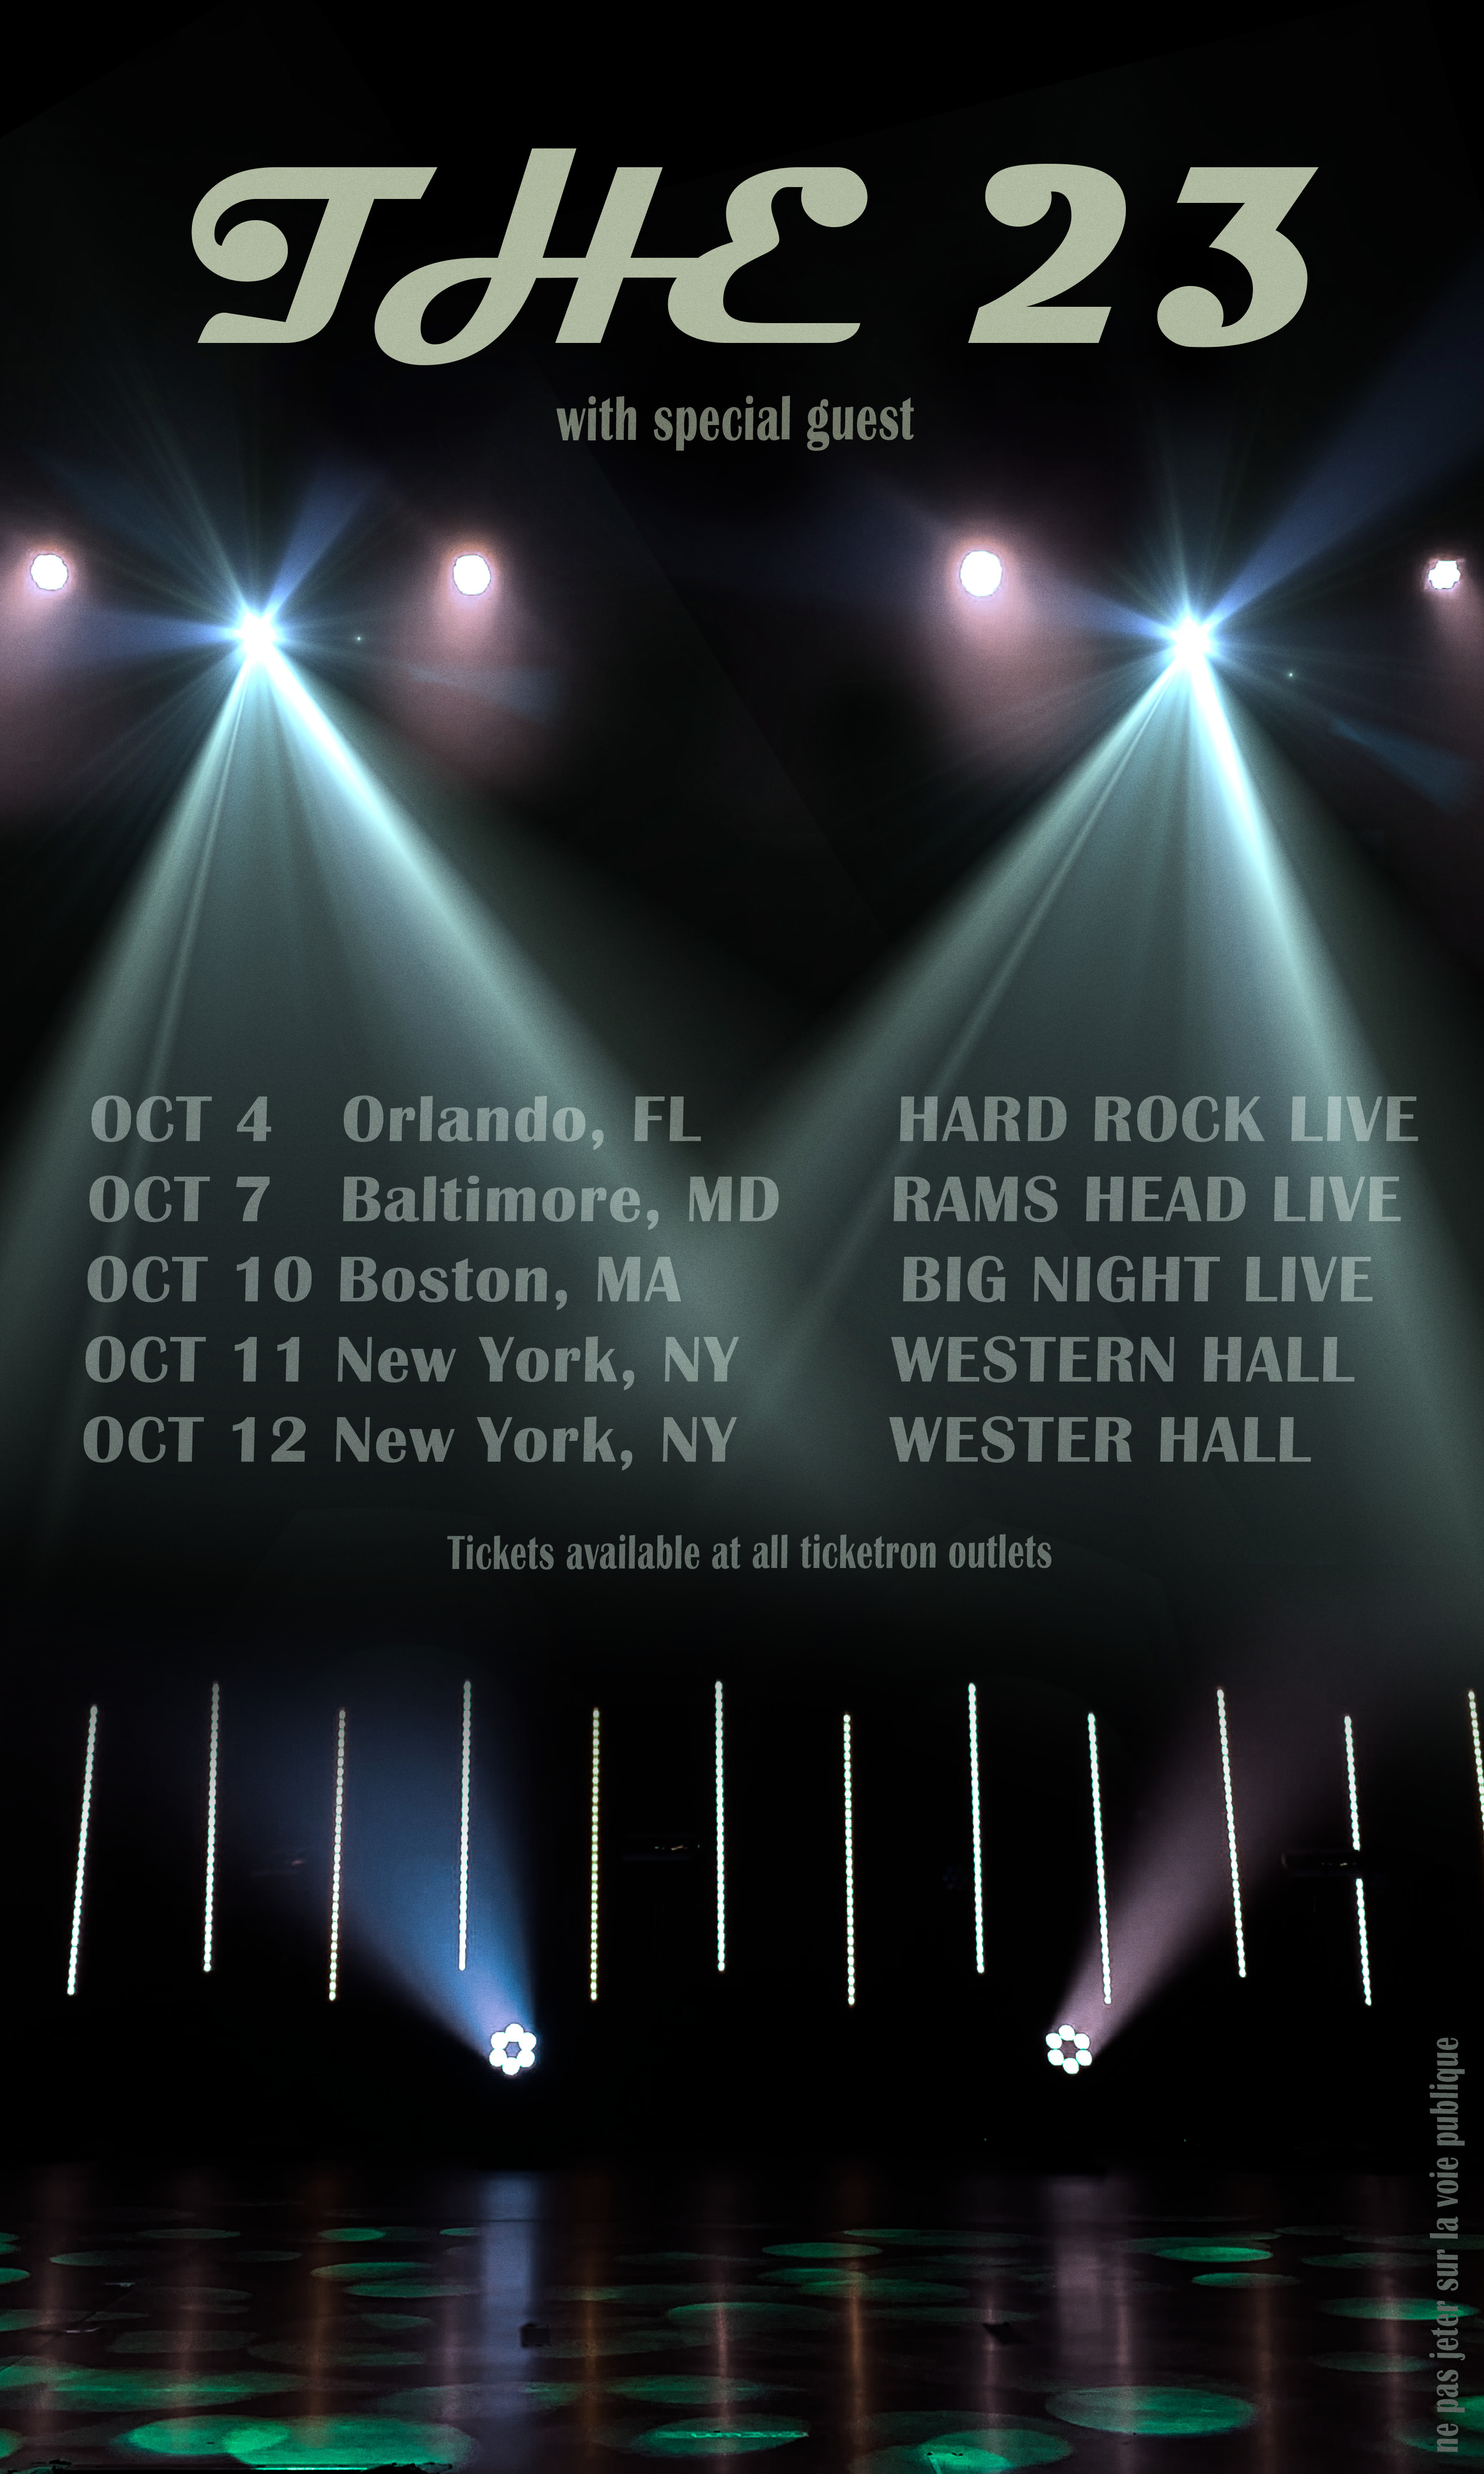 THE 23
with special guest
OCT 4 Orlando, FL HARD ROCK LIVE
OCT 7 Baltimore, MD RAMS HEAD LIVE
OCT 10 Boston, MA BIG NIGHT LIVE
OCT 11 New York, NY WESTERN HALL
OCT 12 New York, NY WESTER HALL
Tickets available at all ticketron outlets
ne pas jeter sur la voie publique